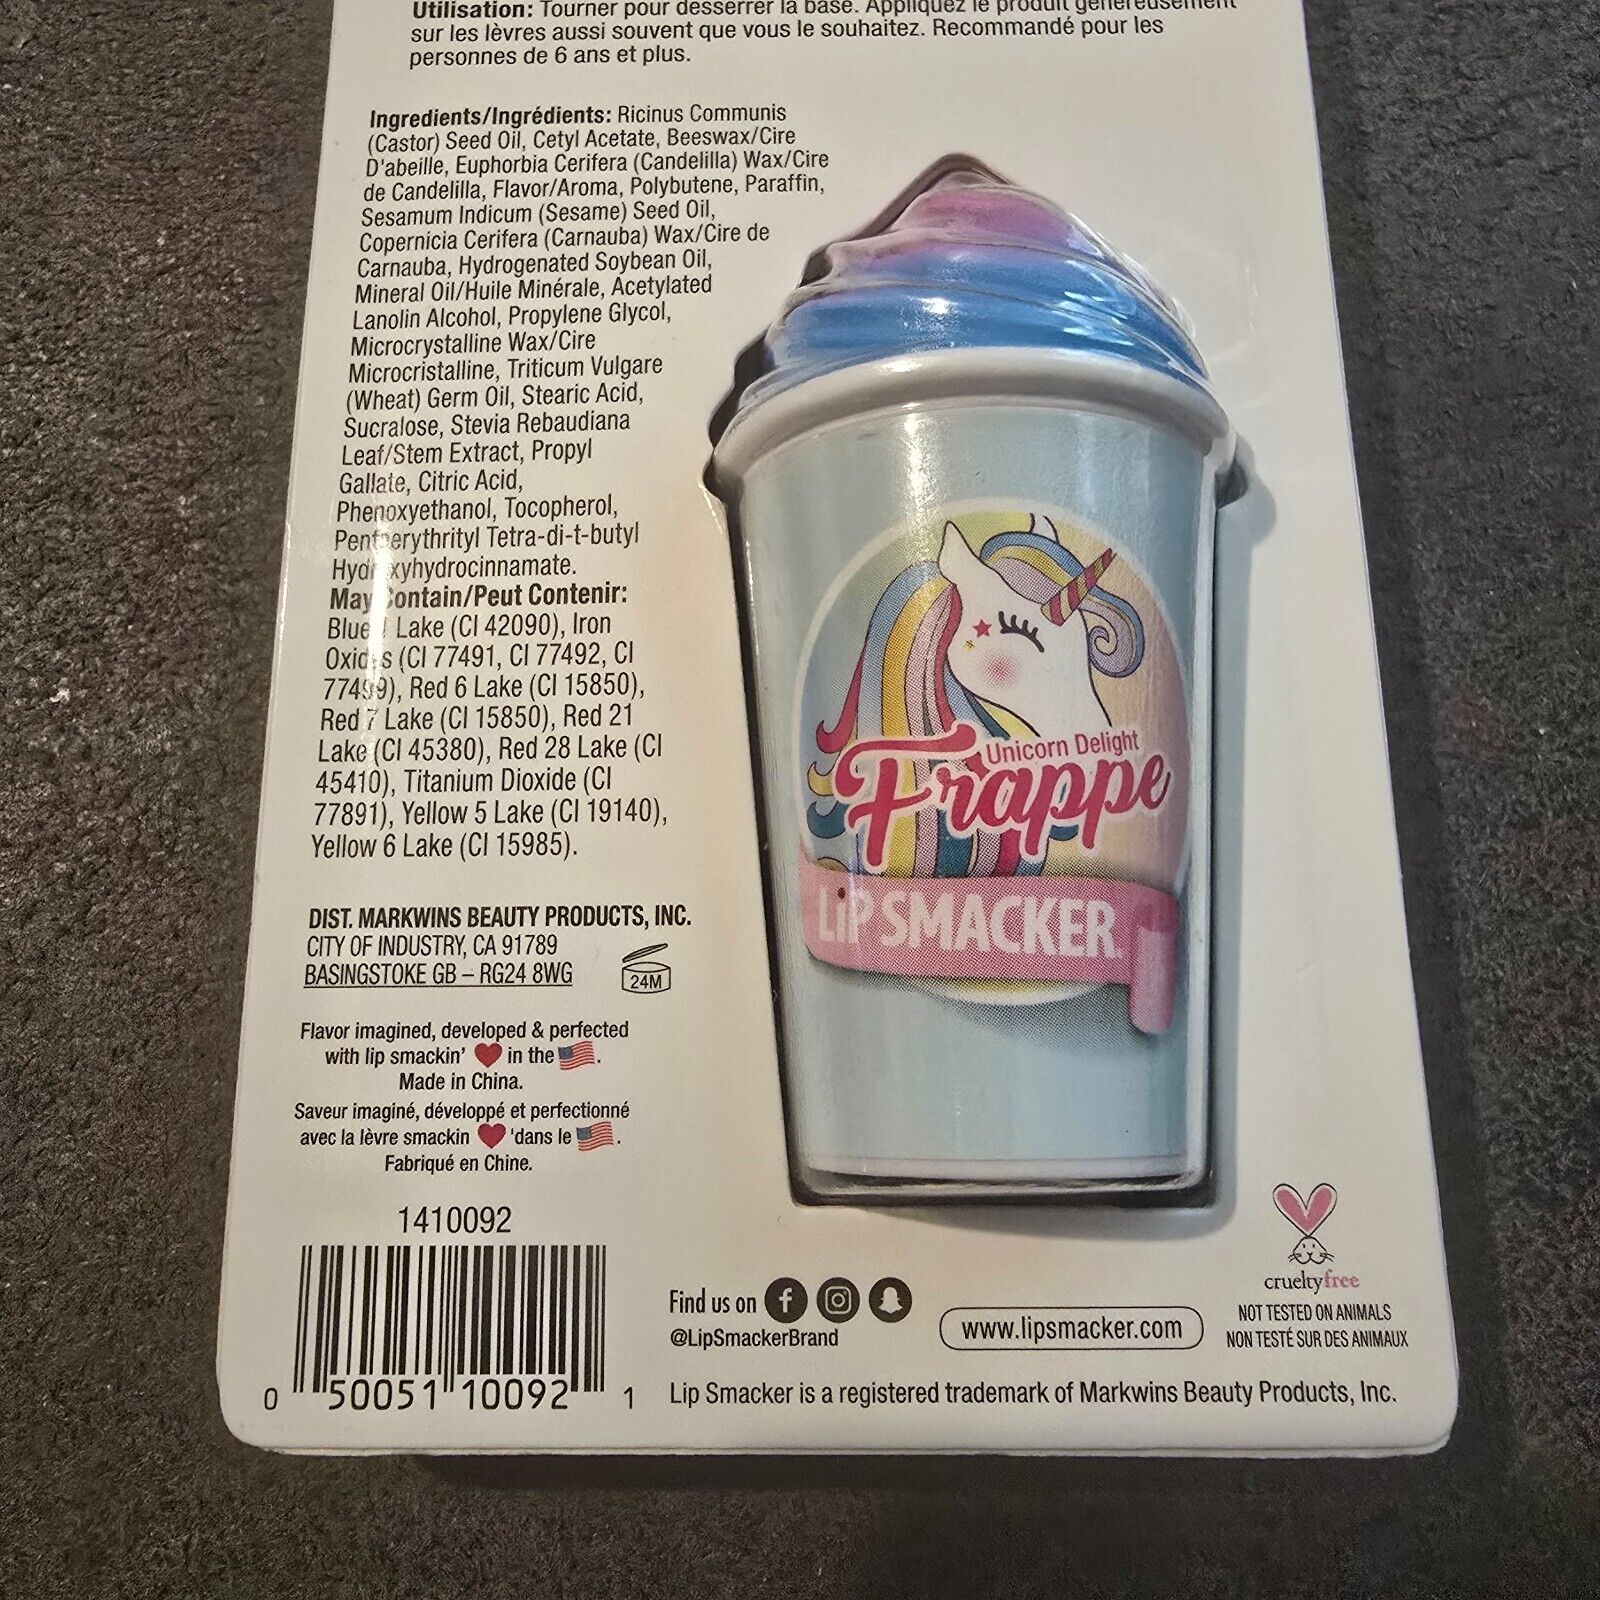 Utilisation: Tourner pour desserrer la base. Appliquez le produit généreusement
sur les lèvres aussi souvent que vous le souhaitez. Recommandé pour les
personnes de 6 ans et plus.
Ingredients/Ingrédients: Ricinus Communis
(Castor) Seed Oil, Cetyl Acetate, Beeswax/Cire
D'abeille, Euphorbia Cerifera (Candelilla) Wax/Cire
de Candelilla, Flavor/Aroma, Polybutene, Paraffin,
Sesamum Indicum (Sesame) Seed Oil,
Copernicia Cerifera (Carnauba) Wax/Cire de
Carnauba, Hydrogenated Soybean Oil,
Mineral Oil/Huile Minérale, Acetylated
Lanolin Alcohol, Propylene Glycol,
Microcrystalline Wax/Cire
Microcristalline, Triticum Vulgare
(Wheat) Germ Oil, Stearic Acid,
Sucralose, Stevia Rebaudiana
Leaf/Stem Extract, Propyl
Gallate, Citric Acid,
Phenoxyethanol, Tocopherol,
Pentaerythrityl Tetra-di-t-butyl
Hydroxyhydrocinnamate.
May Contain/Peut Contenir:
Blue 1 Lake (CI 42090), Iron
Oxides (CI 77491, CI 77492, CI
77499), Red 6 Lake (CI 15850),
Red 7 Lake (CI 15850), Red 21
Lake (CI 45380), Red 28 Lake (CI
45410), Titanium Dioxide (CI
77891), Yellow 5 Lake (CI 19140),
Yellow 6 Lake (CI 15985).
DIST. MARKWINS BEAUTY PRODUCTS, INC.
CITY OF INDUSTRY, CA 91789
BASINGSTOKE GB – RG24 8WG
24M
Flavor imagined, developed & perfected
with lip smackin' in the .
Made in China.
Saveur imaginé, développé et perfectionné
avec la lèvre smackin 'dans le .
Fabriqué en Chine.
1410092
0 50051 10092 1
Unicorn Delight
Frappe
LiP SMACKER
Find us on
@LipSmackerBrand
www.lipsmacker.com
crueltyfree
NOT TESTED ON ANIMALS
NON TESTÉ SUR DES ANIMAUX
Lip Smacker is a registered trademark of Markwins Beauty Products, Inc.